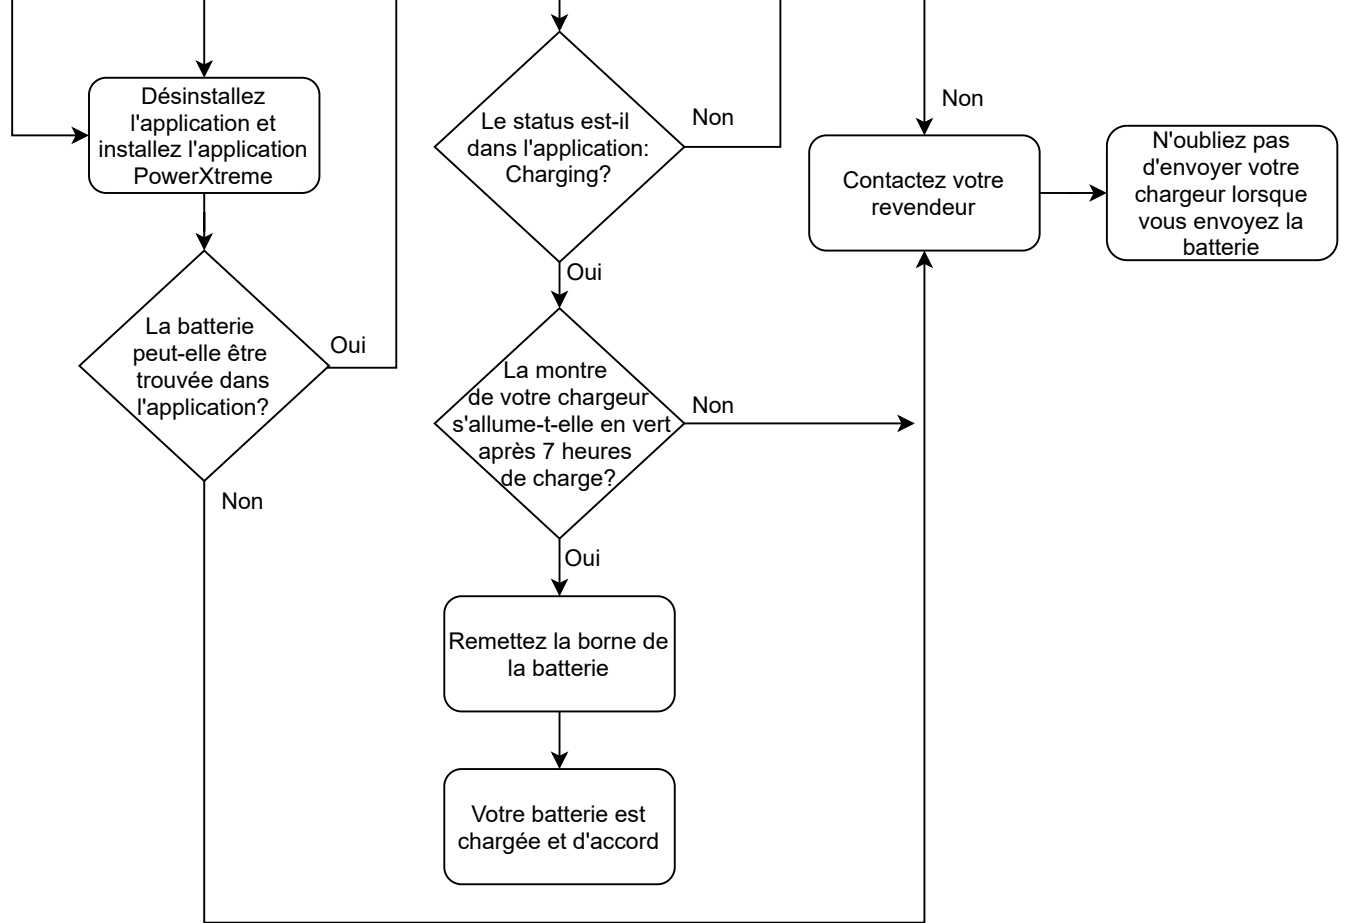 Désinstallez
l'application et
installez l'application
PowerXtreme
La batterie
peut-elle être
trouvée dans
l'application?
Oui
Non
Le status est-il
dans l'application:
Charging?
Non
Oui
La montre
de votre chargeur
s'allume-t-elle en vert
après 7 heures
de charge?
Non
Oui
Remettez la borne de
la batterie
Votre batterie est
chargée et d'accord
Non
Contactez votre
revendeur
N'oubliez pas
d'envoyer votre
chargeur lorsque
vous envoyez la
batterie